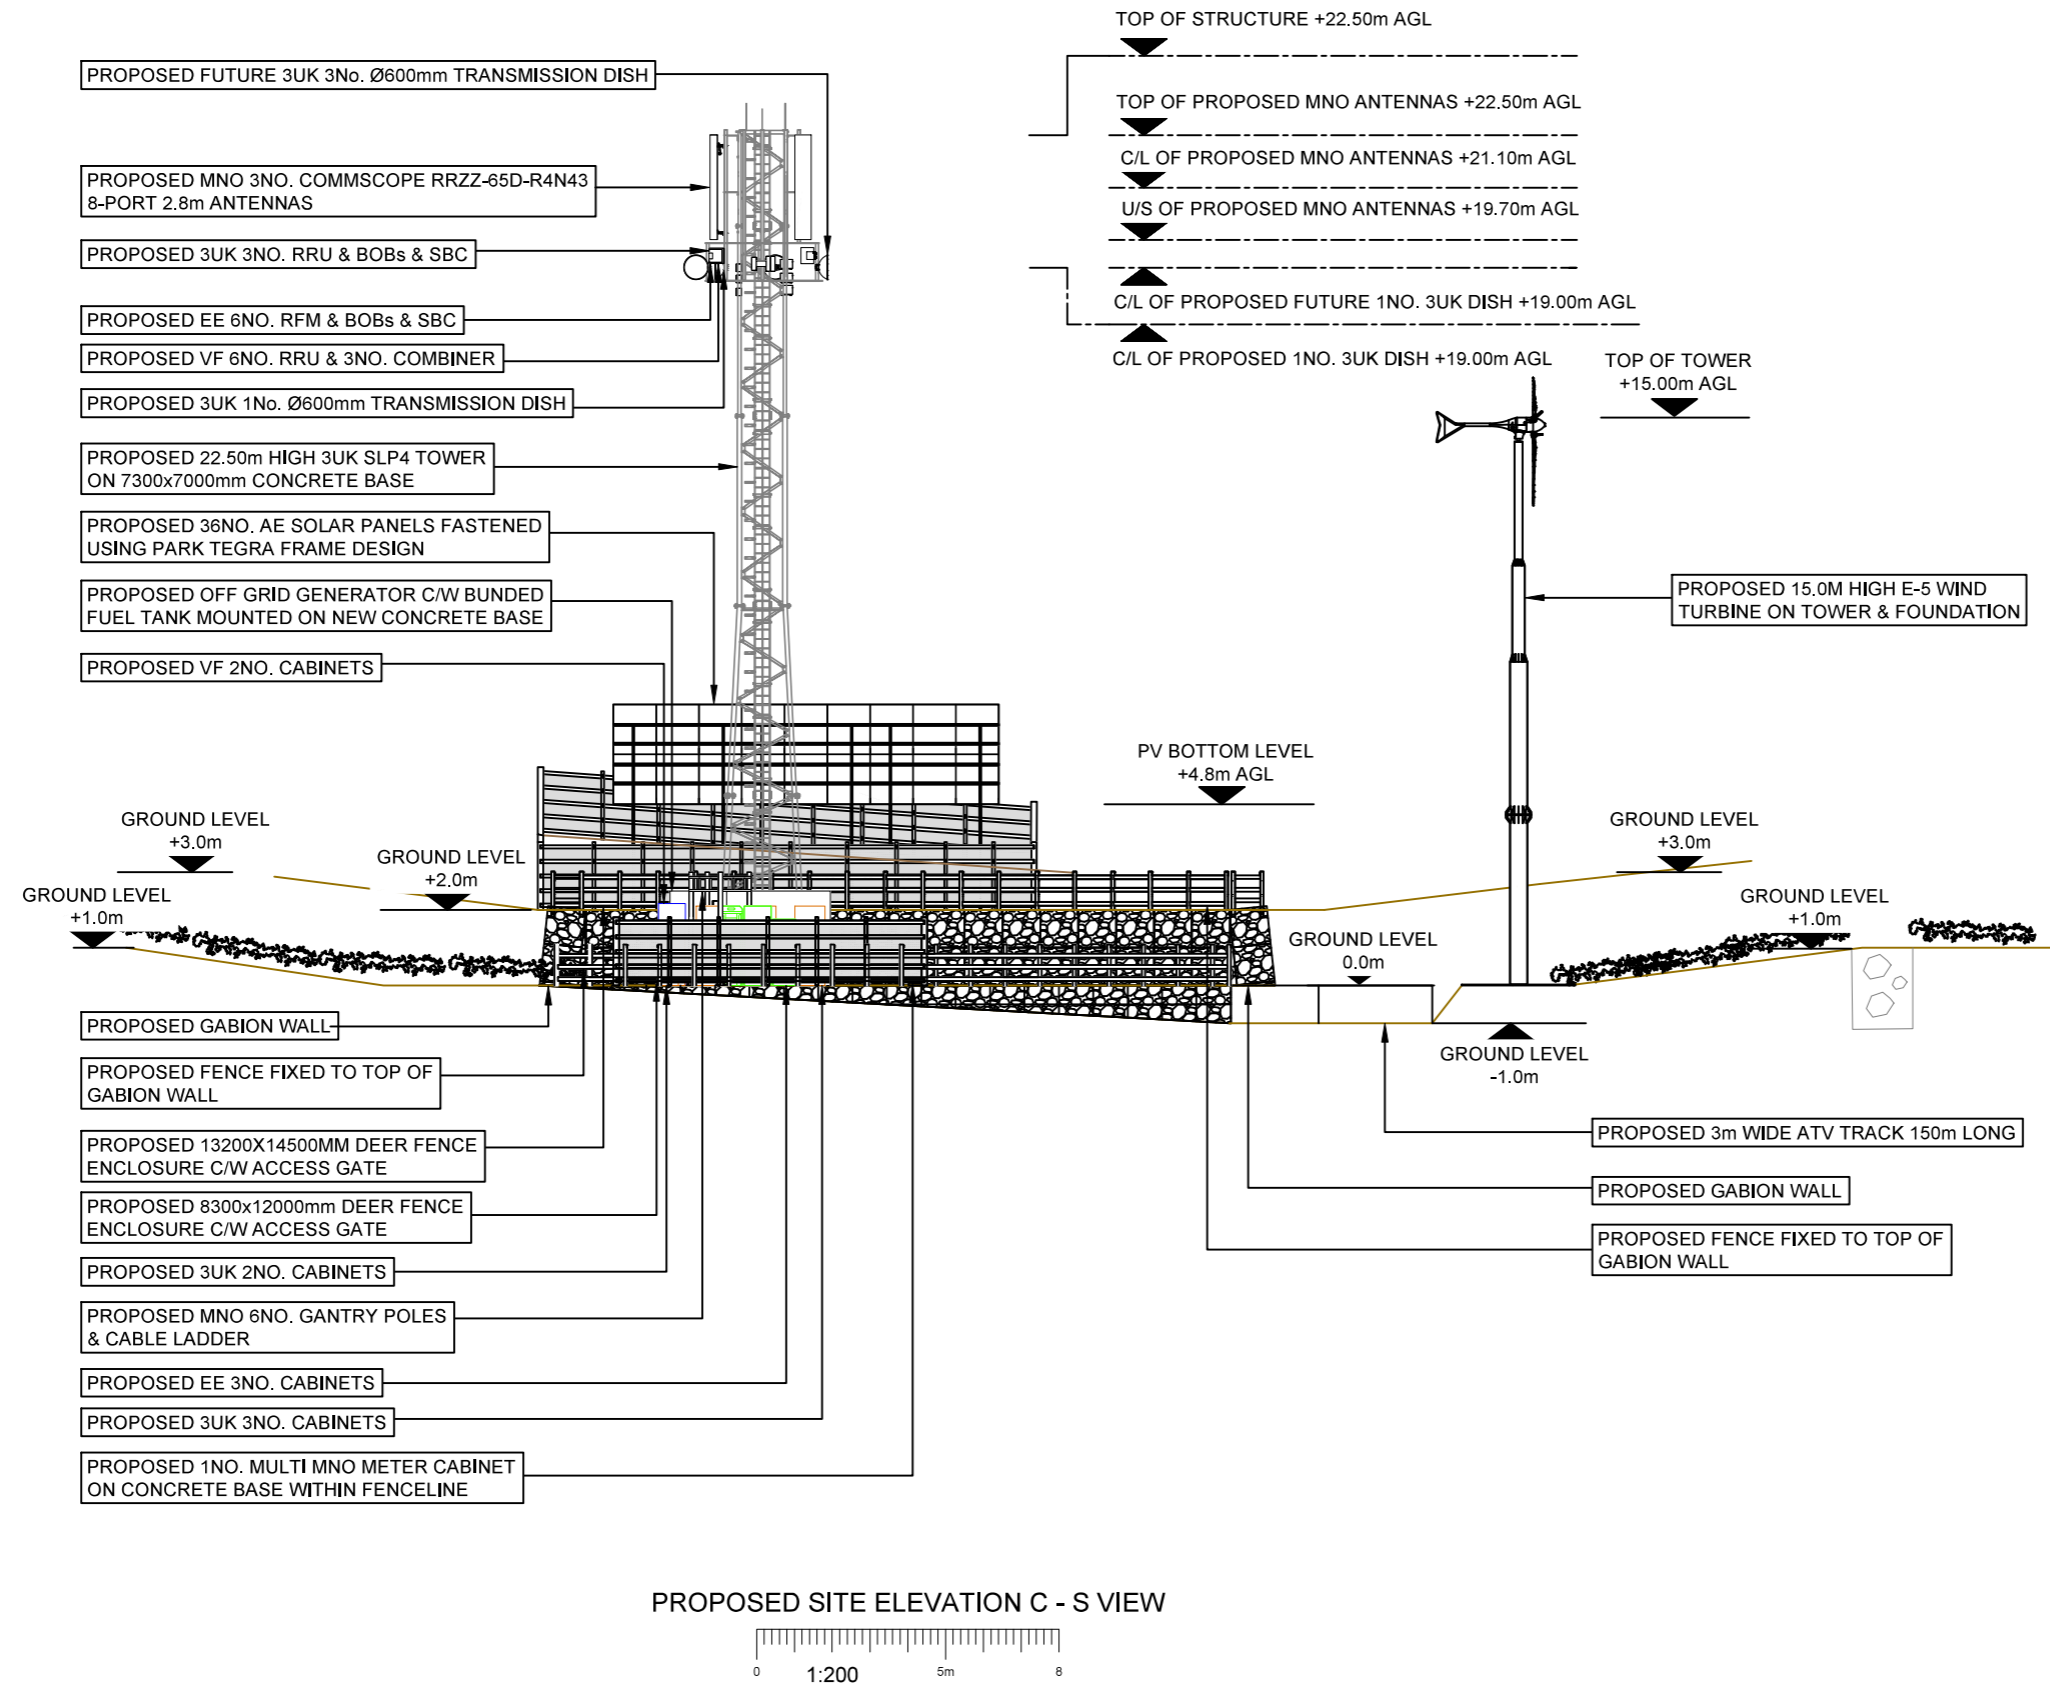 TOP OF STRUCTURE +22.50m AGL
PROPOSED FUTURE 3UK 3No. Ø600mm TRANSMISSION DISH
TOP OF PROPOSED MNO ANTENNAS +22.50m AGL
C/L OF PROPOSED MNO ANTENNAS +21.10m AGL
PROPOSED MNO 3NO. COMMSCOPE RRZZ-65D-R4N43
8-PORT 2.8m ANTENNAS
U/S OF PROPOSED MNO ANTENNAS +19.70m AGL
PROPOSED 3UK 3NO. RRU & BOBs & SBC
C/L OF PROPOSED FUTURE 1NO. 3UK DISH +19.00m AGL
PROPOSED EE 6NO. RFM & BOBs & SBC
PROPOSED VF 6NO. RRU & 3NO. COMBINER
C/L OF PROPOSED 1NO. 3UK DISH +19.00m AGL
TOP OF TOWER
+15.00m AGL
PROPOSED 3UK 1No. Ø600mm TRANSMISSION DISH
PROPOSED 22.50m HIGH 3UK SLP4 TOWER
ON 7300x7000mm CONCRETE BASE
PROPOSED 36NO. AE SOLAR PANELS FASTENED
USING PARK TEGRA FRAME DESIGN
PROPOSED OFF GRID GENERATOR C/W BUNDED
FUEL TANK MOUNTED ON NEW CONCRETE BASE
PROPOSED 15.0M HIGH E-5 WIND
TURBINE ON TOWER & FOUNDATION
PROPOSED VF 2NO. CABINETS
PV BOTTOM LEVEL
+4.8m AGL
GROUND LEVEL
+3.0m
GROUND LEVEL
+2.0m
GROUND LEVEL
+1.0m
GROUND LEVEL
+3.0m
GROUND LEVEL
+1.0m
GROUND LEVEL
0.0m
GROUND LEVEL
-1.0m
PROPOSED GABION WALL
PROPOSED FENCE FIXED TO TOP OF
GABION WALL
PROPOSED 13200X14500MM DEER FENCE
ENCLOSURE C/W ACCESS GATE
PROPOSED 8300x12000mm DEER FENCE
ENCLOSURE C/W ACCESS GATE
PROPOSED 3UK 2NO. CABINETS
PROPOSED MNO 6NO. GANTRY POLES
& CABLE LADDER
PROPOSED EE 3NO. CABINETS
PROPOSED 3UK 3NO. CABINETS
PROPOSED 1NO. MULTI MNO METER CABINET
ON CONCRETE BASE WITHIN FENCELINE
PROPOSED 3m WIDE ATV TRACK 150m LONG
PROPOSED GABION WALL
PROPOSED FENCE FIXED TO TOP OF
GABION WALL
PROPOSED SITE ELEVATION C - S VIEW
0 1:200 5m 8